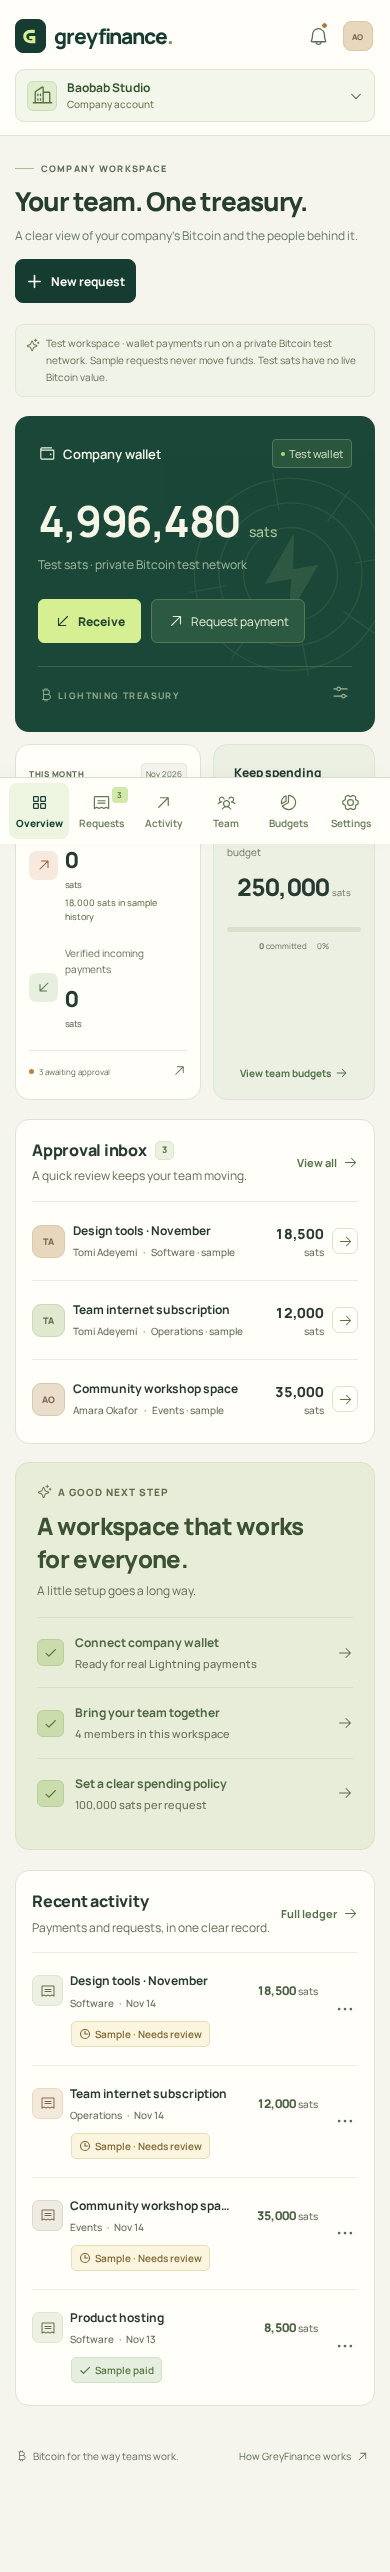 G greyfinance.
AO
Baobab Studio
Company account
COMPANY WORKSPACE
Your team. One treasury.
A clear view of your company's Bitcoin and the people behind it.
New request
Test workspace · wallet payments run on a private Bitcoin test
network. Sample requests never move funds. Test sats have no live
Bitcoin value.
Company wallet
Test wallet
4,996,480 sats
Test sats · private Bitcoin test network
Receive
Request payment
LIGHTNING TREASURY
THIS MONTH
Nov 2026
Keep spending
Overview
Requests
3
Activity
Team
Budgets
Settings
0
sats
18,000 sats in sample
history
Verified incoming
payments
0
sats
3 awaiting approval
budget
250,000 sats
0 committed 0%
View team budgets
Approval inbox 3
A quick review keeps your team moving.
View all
TA
Design tools · November
Tomi Adeyemi · Software · sample
18,500
sats
TA
Team internet subscription
Tomi Adeyemi · Operations · sample
12,000
sats
AO
Community workshop space
Amara Okafor · Events · sample
35,000
sats
A GOOD NEXT STEP
A workspace that works
for everyone.
A little setup goes a long way.
Connect company wallet
Ready for real Lightning payments
Bring your team together
4 members in this workspace
Set a clear spending policy
100,000 sats per request
Recent activity
Payments and requests, in one clear record.
Full ledger
Design tools · November
Software · Nov 14
Sample · Needs review
18,500 sats
Team internet subscription
Operations · Nov 14
Sample · Needs review
12,000 sats
Community workshop spa...
Events · Nov 14
Sample · Needs review
35,000 sats
Product hosting
Software · Nov 13
Sample paid
8,500 sats
Bitcoin for the way teams work.
How GreyFinance works